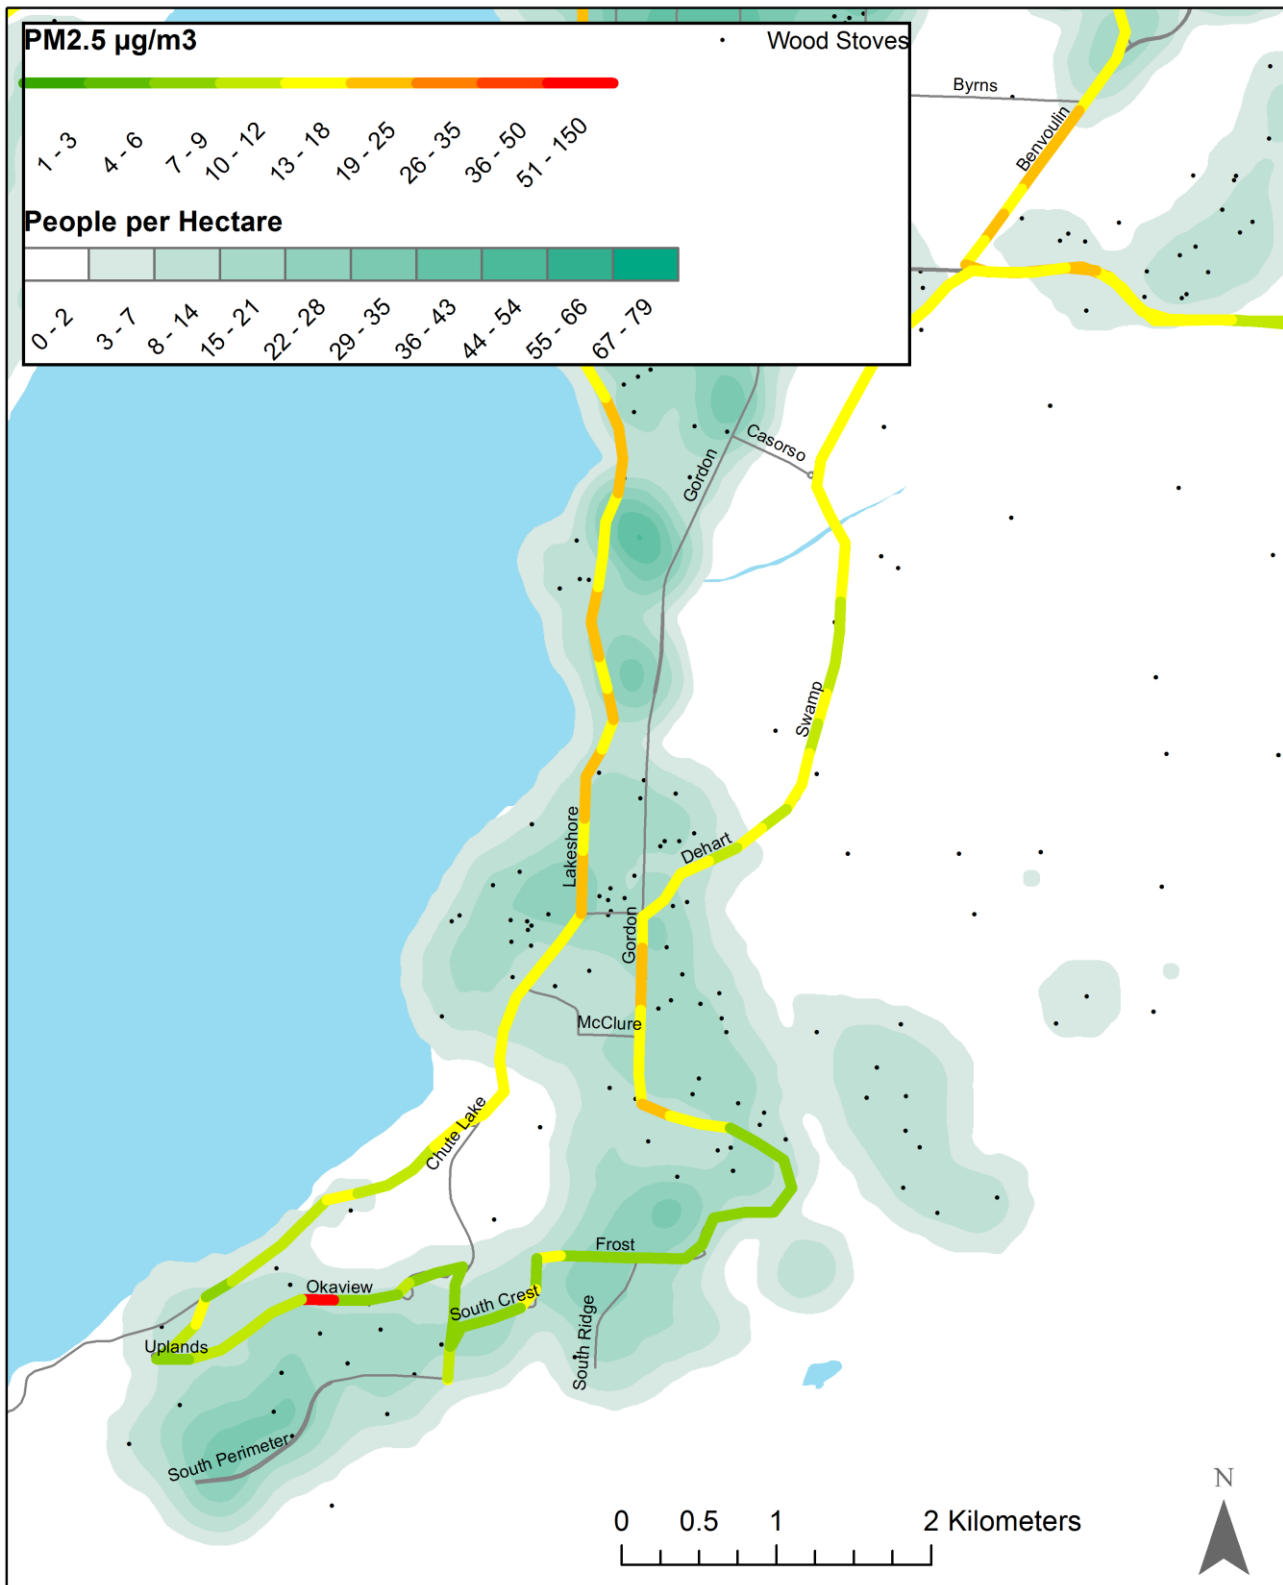 PM2.5 µg/m3
Wood Stoves
1 - 3
4 - 6
7 - 9
10 - 12
13 - 18
19 - 25
26 - 35
36 - 50
51 - 150
People per Hectare
0 - 2
3 - 7
8 - 14
15 - 21
22 - 28
29 - 35
36 - 43
44 - 54
55 - 66
67 - 79
Byrns
Benvoulin
Casorso
Gordon
Swamp
Lakeshore
Dehart
Gordon
McClure
Chute Lake
Frost
Okaview
South Crest
South Ridge
Uplands
South Perimeter
N
0 0.5 1 2 Kilometers